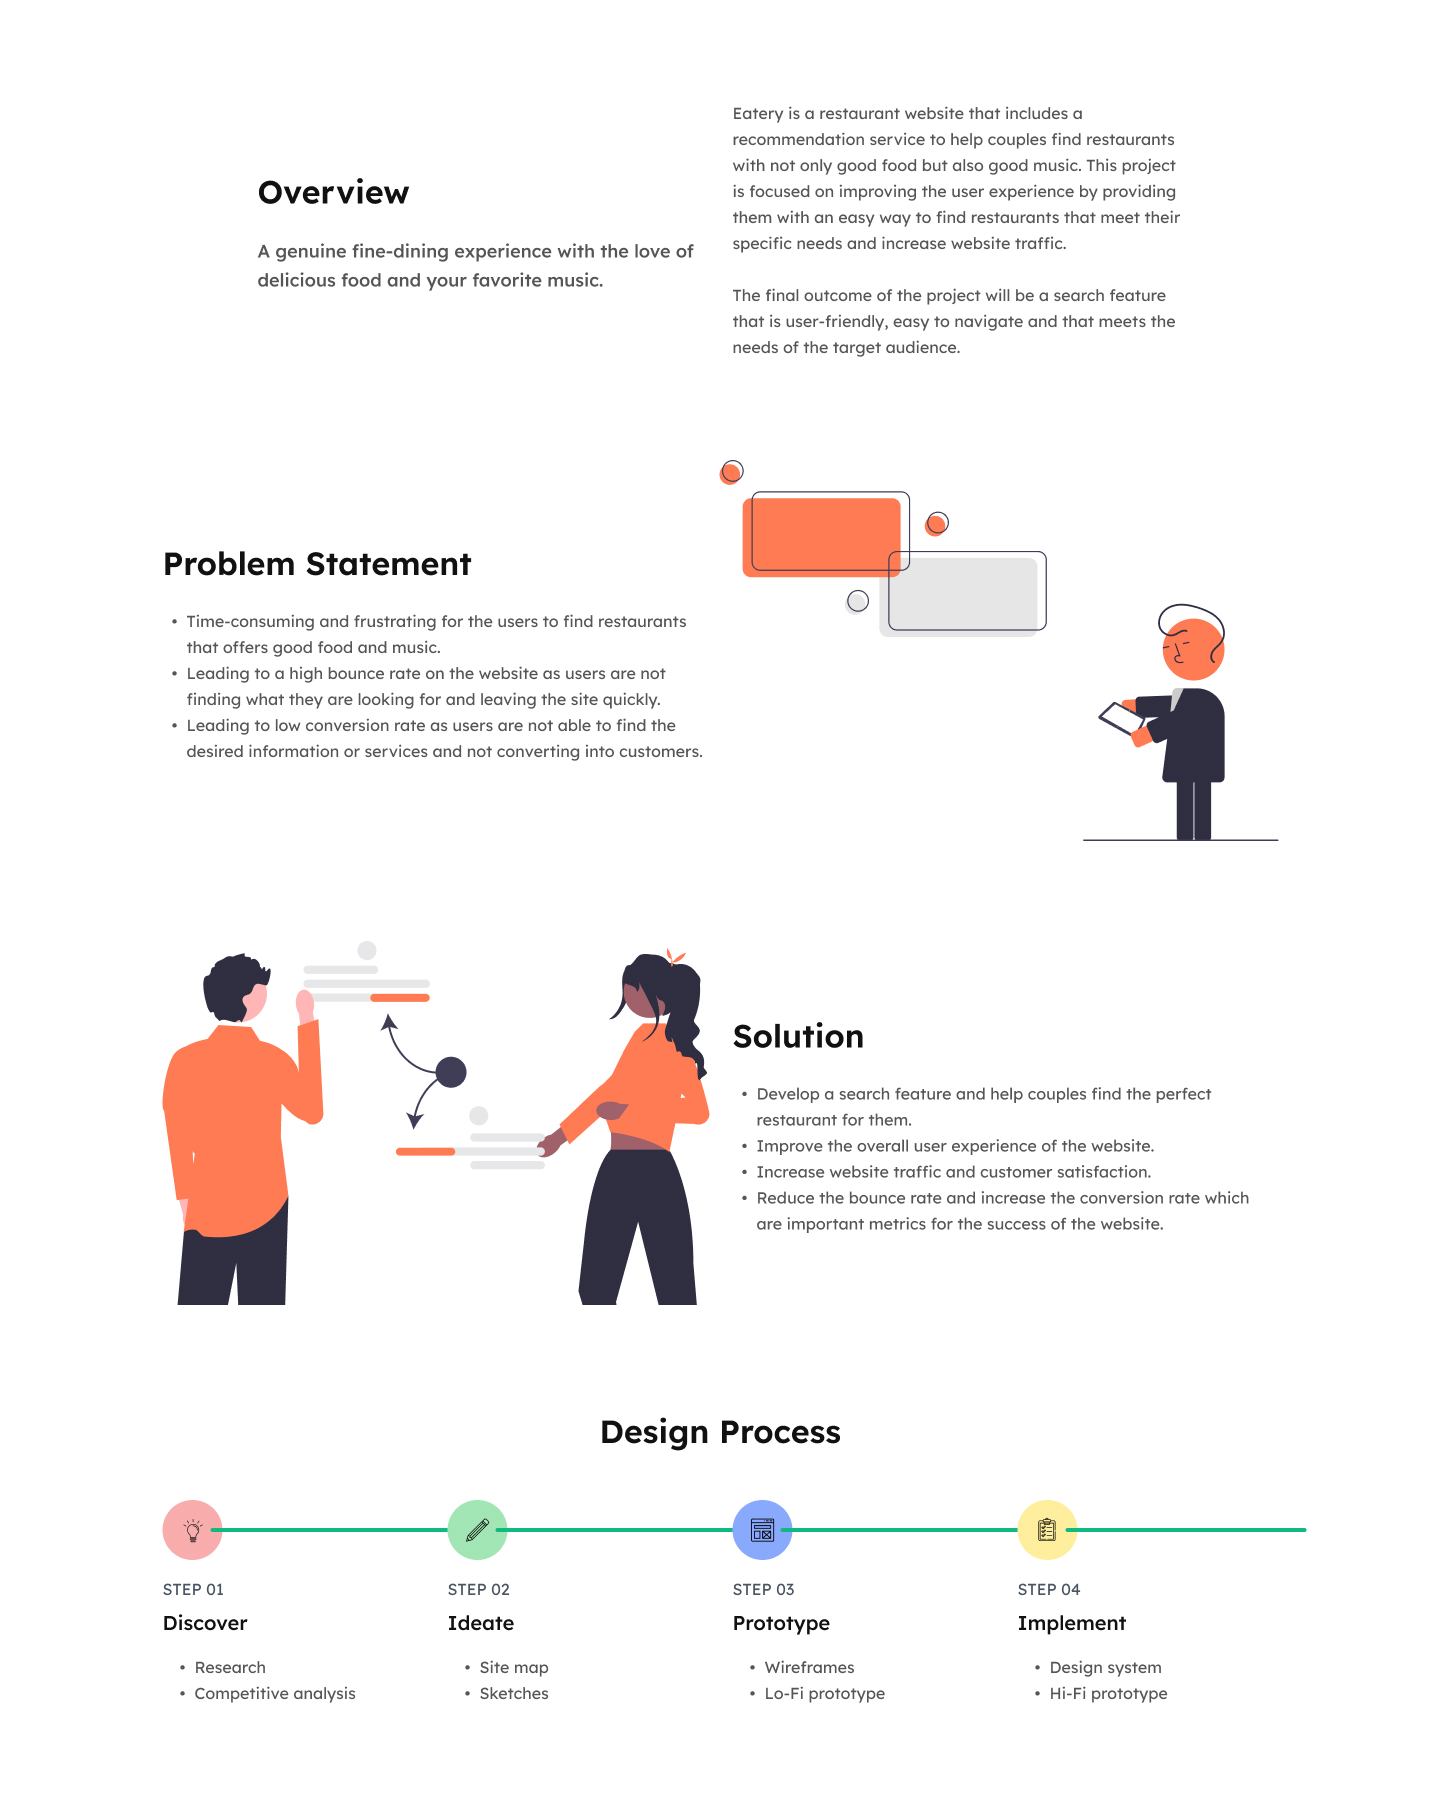 Overview
A genuine fine-dining experience with the love of
delicious food and your favorite music.
Eatery is a restaurant website that includes a
recommendation service to help couples find restaurants
with not only good food but also good music. This project
is focused on improving the user experience by providing
them with an easy way to find restaurants that meet their
specific needs and increase website traffic.
The final outcome of the project will be a search feature
that is user-friendly, easy to navigate and that meets the
needs of the target audience.
Problem Statement
• Time-consuming and frustrating for the users to find restaurants
that offers good food and music.
• Leading to a high bounce rate on the website as users are not
finding what they are looking for and leaving the site quickly.
• Leading to low conversion rate as users are not able to find the
desired information or services and not converting into customers.
Solution
• Develop a search feature and help couples find the perfect
restaurant for them.
• Improve the overall user experience of the website.
• Increase website traffic and customer satisfaction.
• Reduce the bounce rate and increase the conversion rate which
are important metrics for the success of the website.
Design Process
STEP 01
Discover
• Research
• Competitive analysis
STEP 02
Ideate
• Site map
• Sketches
STEP 03
Prototype
• Wireframes
• Lo-Fi prototype
STEP 04
Implement
• Design system
• Hi-Fi prototype